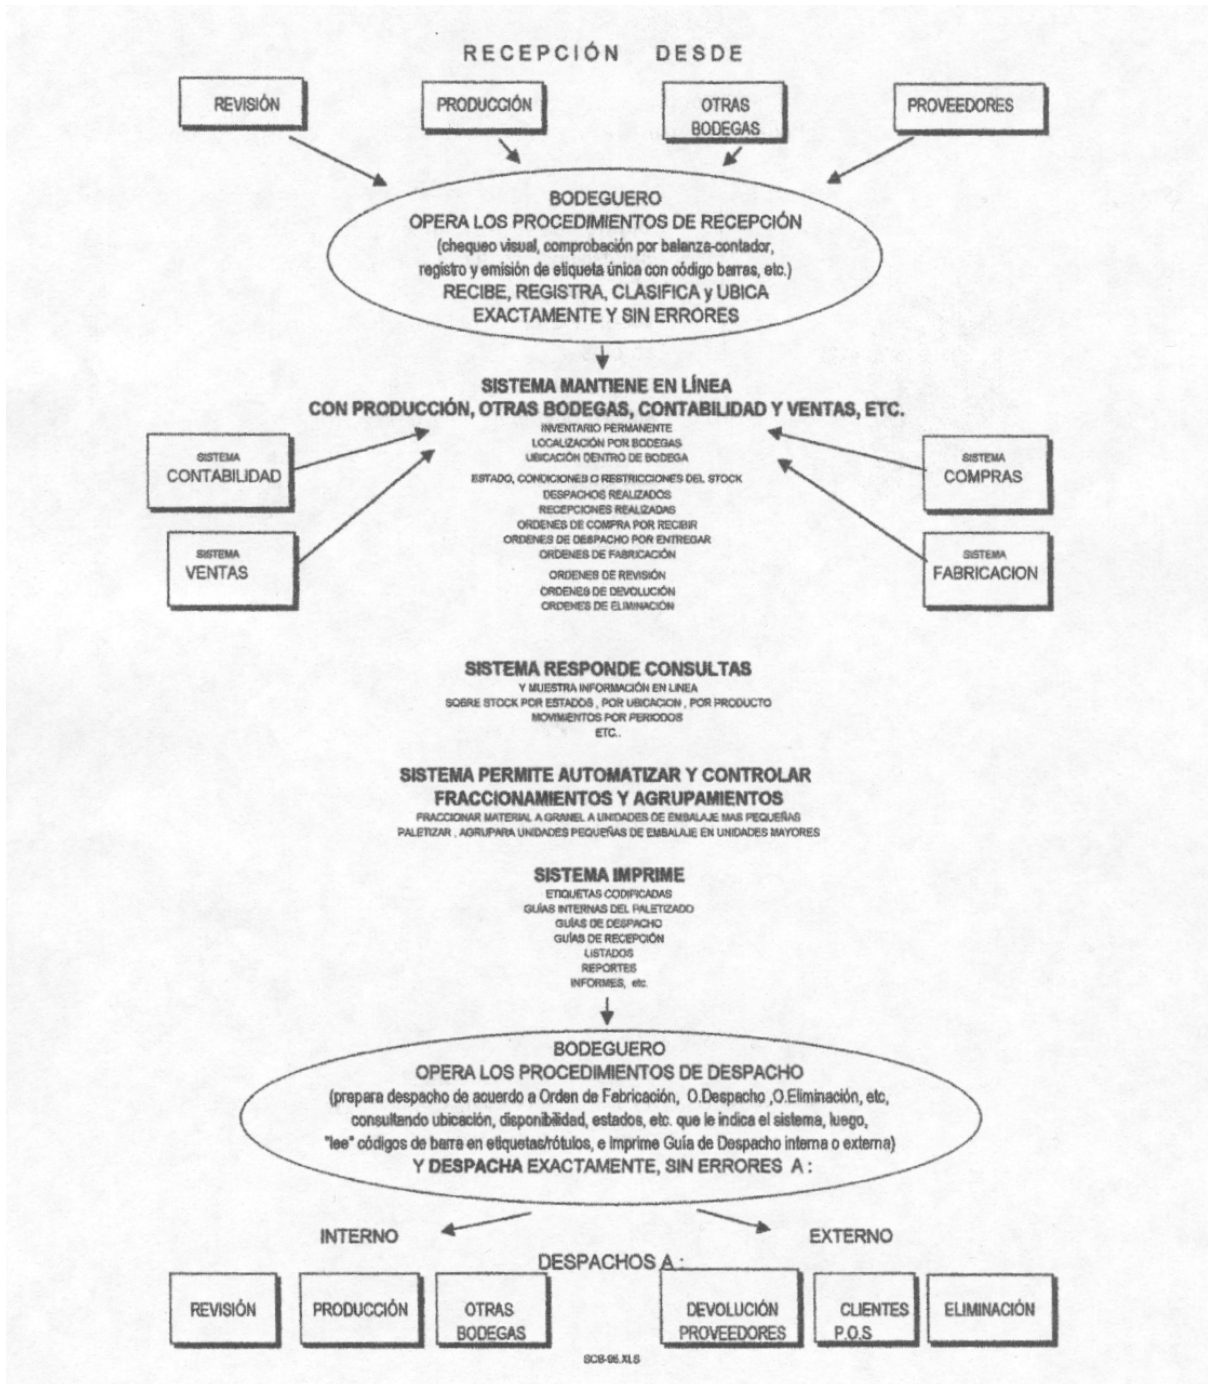 RECEPCIÓN DESDE
REVISIÓN
PRODUCCIÓN
OTRAS
BODEGAS
PROVEEDORES
BODEGUERO
OPERA LOS PROCEDIMIENTOS DE RECEPCIÓN
(chequeo visual, comprobación por balanza-contador,
registro y emisión de etiqueta única con código barras, etc.)
RECIBE, REGISTRA, CLASIFICA y UBICA
EXACTAMENTE Y SIN ERRORES
SISTEMA MANTIENE EN LÍNEA
CON PRODUCCIÓN, OTRAS BODEGAS, CONTABILIDAD Y VENTAS, ETC.
INVENTARIO PERMANENTE
LOCALIZACIÓN POR BODEGAS
UBICACIÓN DENTRO DE BODEGA
ESTADO, CONDICIONES O RESTRICCIONES DEL STOCK
DESPACHOS REALIZADOS
RECEPCIONES REALIZADAS
ORDENES DE COMPRA POR RECIBIR
ORDENES DE DESPACHO POR ENTREGAR
ORDENES DE FABRICACIÓN
ORDENES DE REVISIÓN
ORDENES DE DEVOLUCIÓN
ORDENES DE ELIMINACIÓN
SISTEMA
CONTABILIDAD
SISTEMA
VENTAS
SISTEMA
COMPRAS
SISTEMA
FABRICACION
SISTEMA RESPONDE CONSULTAS
Y MUESTRA INFORMACIÓN EN LINEA
SOBRE STOCK POR ESTADOS , POR UBICACION , POR PRODUCTO
MOVIMIENTOS POR PERIODOS
ETC..
SISTEMA PERMITE AUTOMATIZAR Y CONTROLAR
FRACCIONAMIENTOS Y AGRUPAMIENTOS
FRACCIONAR MATERIAL A GRANEL A UNIDADES DE EMBALAJE MAS PEQUEÑAS
PALETIZAR , AGRUPARA UNIDADES PEQUEÑAS DE EMBALAJE EN UNIDADES MAYORES
SISTEMA IMPRIME
ETIQUETAS CODIFICADAS
GUÍAS INTERNAS DEL PALETIZADO
GUÍAS DE DESPACHO
GUÍAS DE RECEPCIÓN
LISTADOS
REPORTES
INFORMES, etc.
BODEGUERO
OPERA LOS PROCEDIMIENTOS DE DESPACHO
(prepara despacho de acuerdo a Orden de Fabricación, O.Despacho ,O.Eliminación, etc,
consultando ubicación, disponibilidad, estados, etc. que le indica el sistema, luego,
"lee" códigos de barra en etiquetas/rótulos, e Imprime Guía de Despacho interna o externa)
Y DESPACHA EXACTAMENTE, SIN ERRORES A :
INTERNO
EXTERNO
DESPACHOS A :
REVISIÓN
PRODUCCIÓN
OTRAS
BODEGAS
DEVOLUCIÓN
PROVEEDORES
CLIENTES
P.O.S
ELIMINACIÓN
SCB-95.XLS